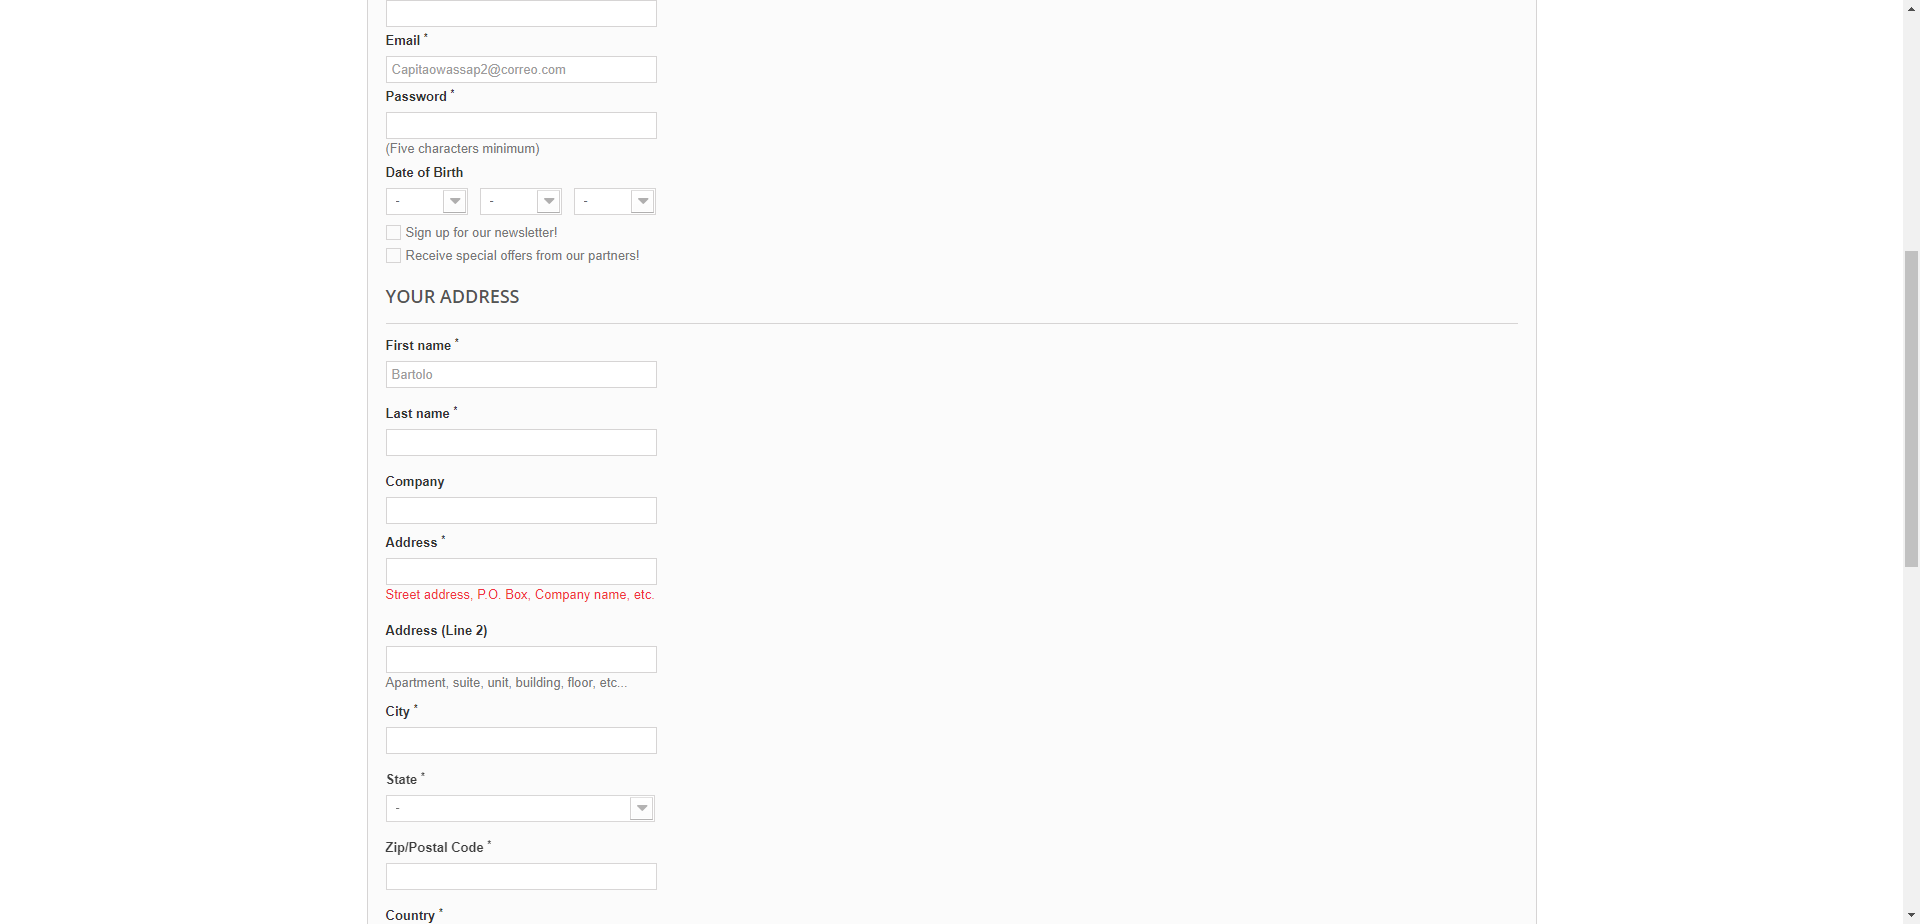 Email *
Capitaowassap2@correo.com
Password *
(Five characters minimum)
Date of Birth
- - -
Sign up for our newsletter!
Receive special offers from our partners!
YOUR ADDRESS
First name *
Bartolo
Last name *
Company
Address *
Street address, P.O. Box, Company name, etc.
Address (Line 2)
Apartment, suite, unit, building, floor, etc...
City *
State *
-
Zip/Postal Code *
Country *